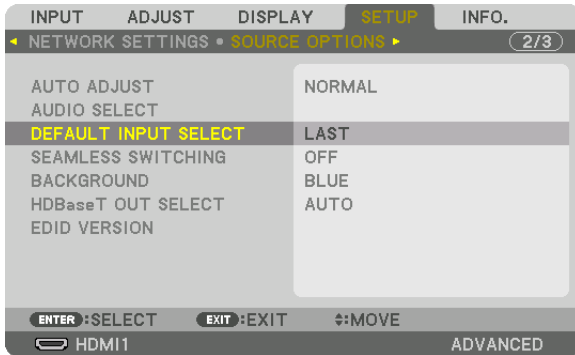 INPUT ADJUST DISPLAY SETUP INFO.
NETWORK SETTINGS • SOURCE OPTIONS 2/3
AUTO ADJUST NORMAL
AUDIO SELECT
DEFAULT INPUT SELECT LAST
SEAMLESS SWITCHING OFF
BACKGROUND BLUE
HDBaseT OUT SELECT AUTO
EDID VERSION
ENTER :SELECT EXIT :EXIT :MOVE
HDMI1 ADVANCED